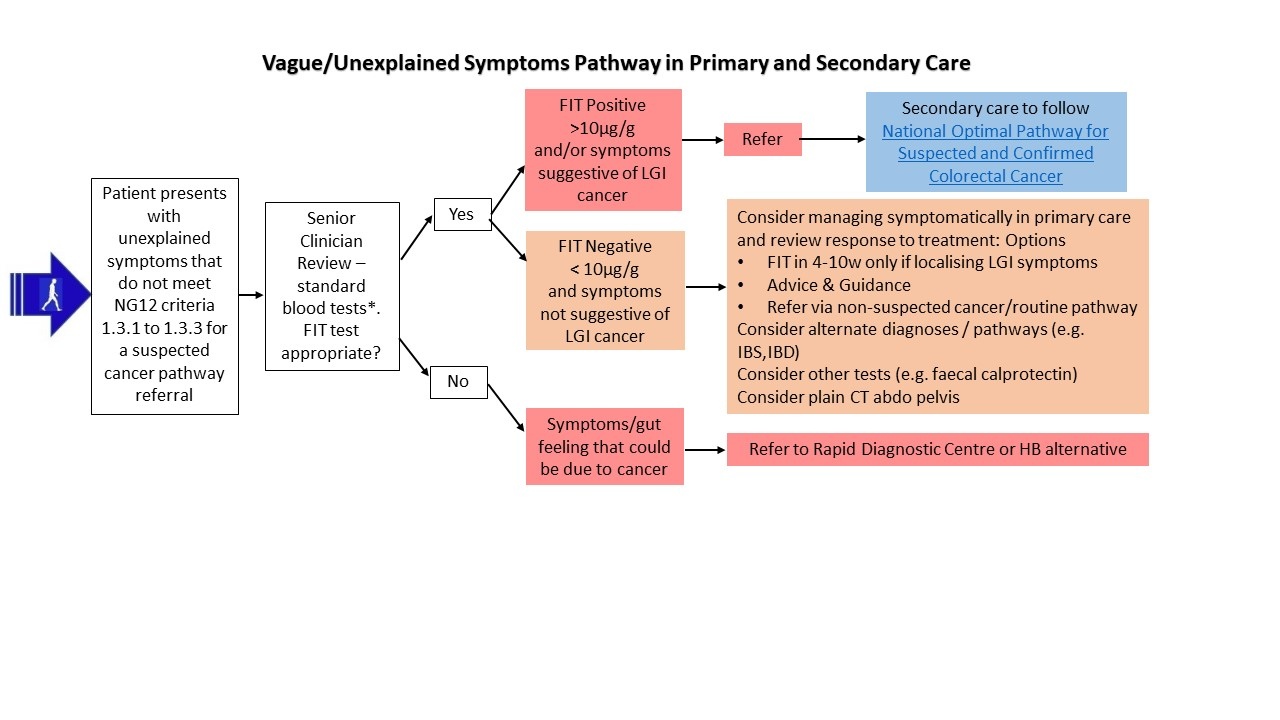 Vague/Unexplained Symptoms Pathway in Primary and Secondary Care
Patient presents
with
unexplained
symptoms that
do not meet
NG12 criteria
1.3.1 to 1.3.3 for
a suspected
cancer pathway
referral
Senior
Clinician
Review –
standard
blood tests*.
FIT test
appropriate?
Yes
No
FIT Positive
>10µg/g
and/or symptoms
suggestive of LGI
cancer
Refer
Secondary care to follow
National Optimal Pathway for
Suspected and Confirmed
Colorectal Cancer
FIT Negative
< 10µg/g
and symptoms
not suggestive of
LGI cancer
Consider managing symptomatically in primary care
and review response to treatment: Options
• FIT in 4-10w only if localising LGI symptoms
• Advice & Guidance
• Refer via non-suspected cancer/routine pathway
Consider alternate diagnoses / pathways (e.g.
IBS,IBD)
Consider other tests (e.g. faecal calprotectin)
Consider plain CT abdo pelvis
Symptoms/gut
feeling that could
be due to cancer
Refer to Rapid Diagnostic Centre or HB alternative